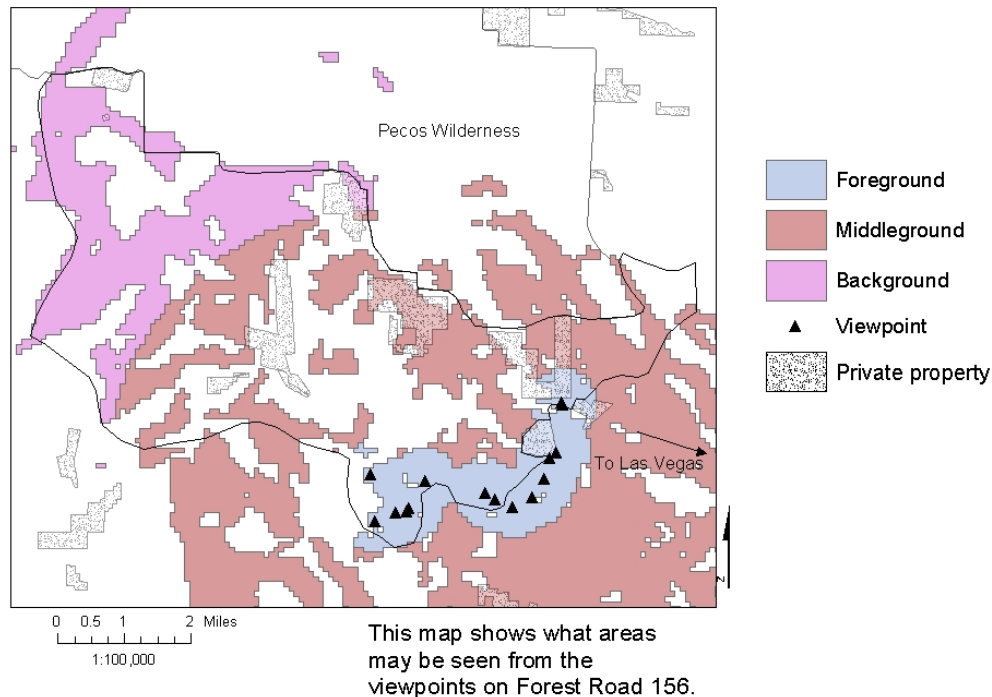 Pecos Wilderness
Foreground
Middleground
Background
Viewpoint
Private property
To Las Vegas
N
0 0.5 1 2 Miles
1:100,000
This map shows what areas
may be seen from the
viewpoints on Forest Road 156.